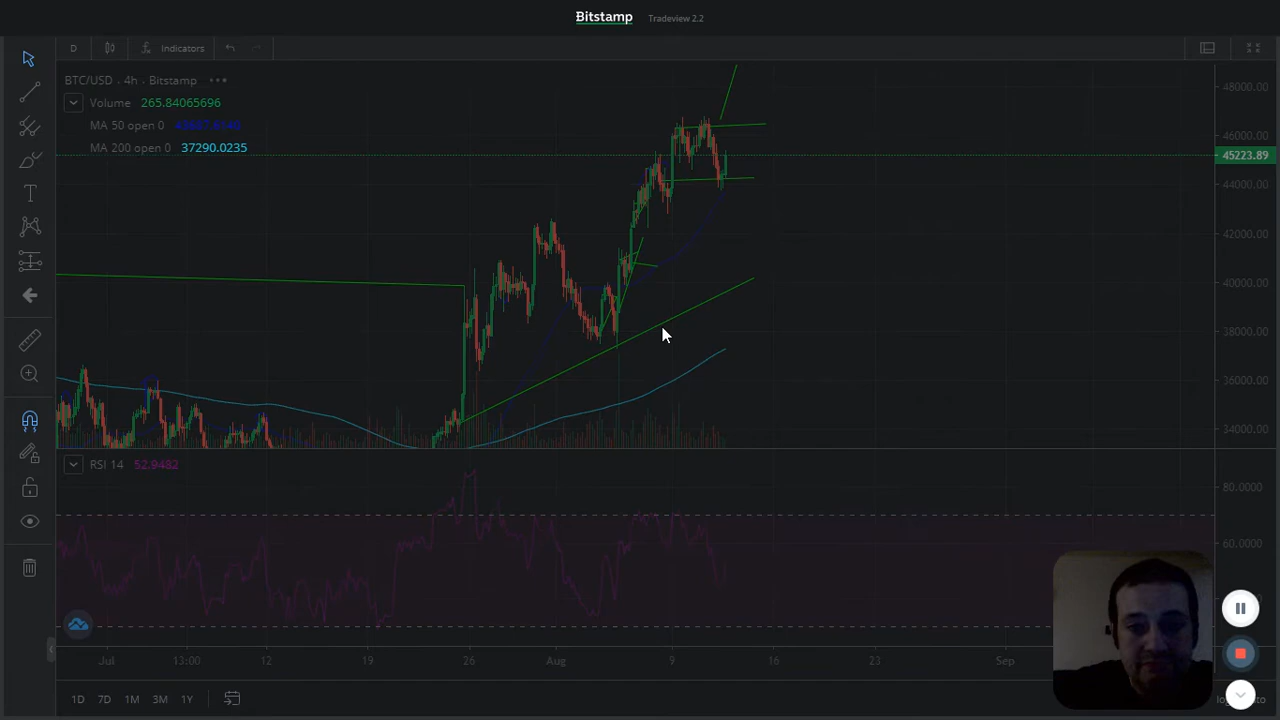 Bitstamp Tradeview 2.2
D Indicators
BTC/USD · 4h · Bitstamp
Volume 265.84065696
MA 50 open 0
MA 200 open 0 37290.0235
48000.00
46000.00
45223.89
44000.00
42000.00
40000.00
38000.00
36000.00
34000.00
RSI 14 52.9482
80.0000
60.0000
Jul 13:00 12 19 26 Aug 9 16 23 Sep
1D 7D 1M 3M 1Y